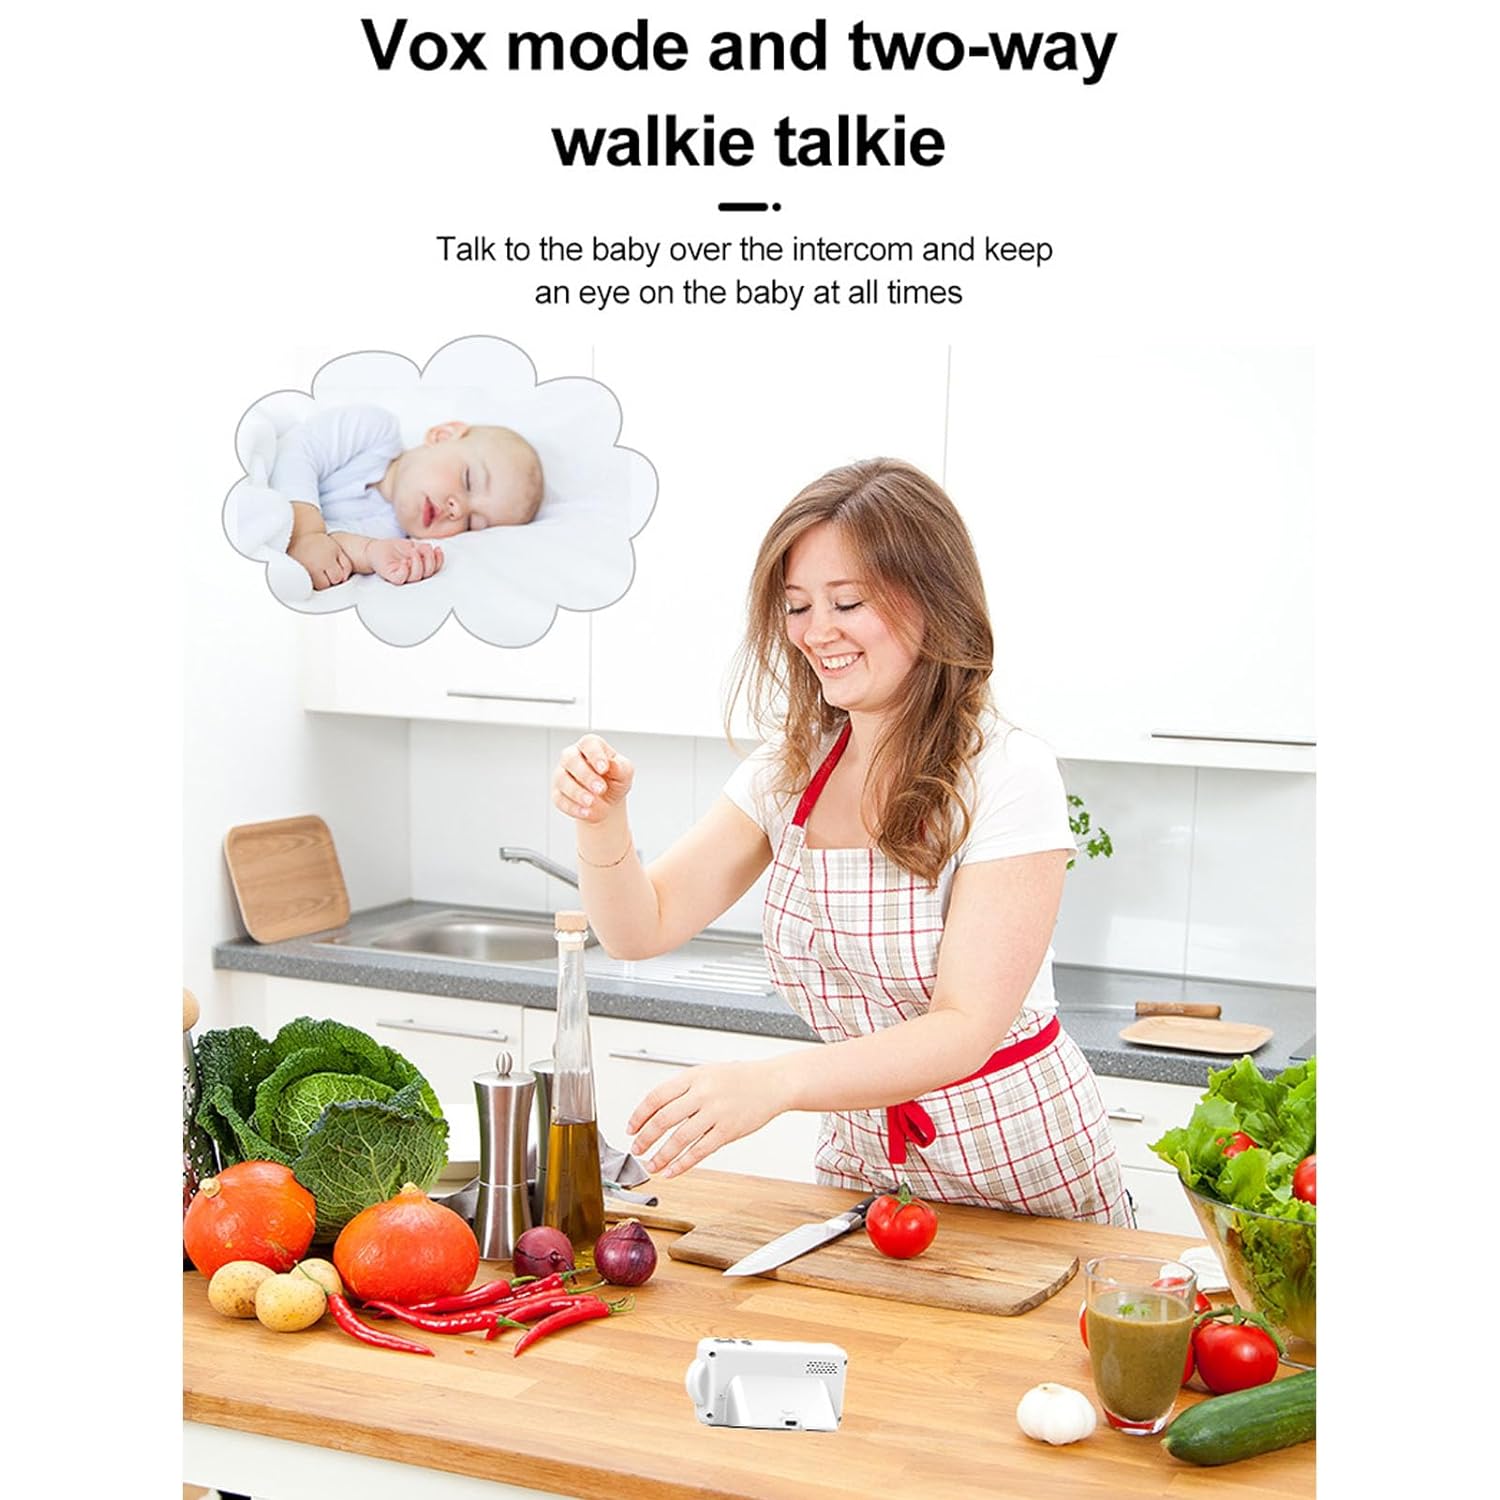 Vox mode and two-way
walkie talkie
Talk to the baby over the intercom and keep
an eye on the baby at all times